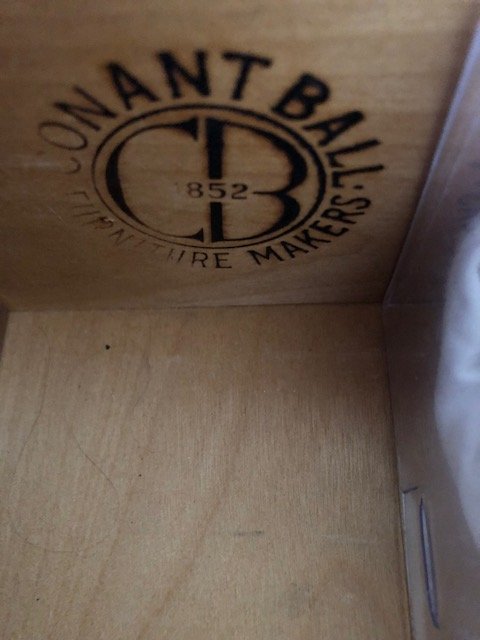 CONANT BALL
CB
1852
FURNITURE MAKERS